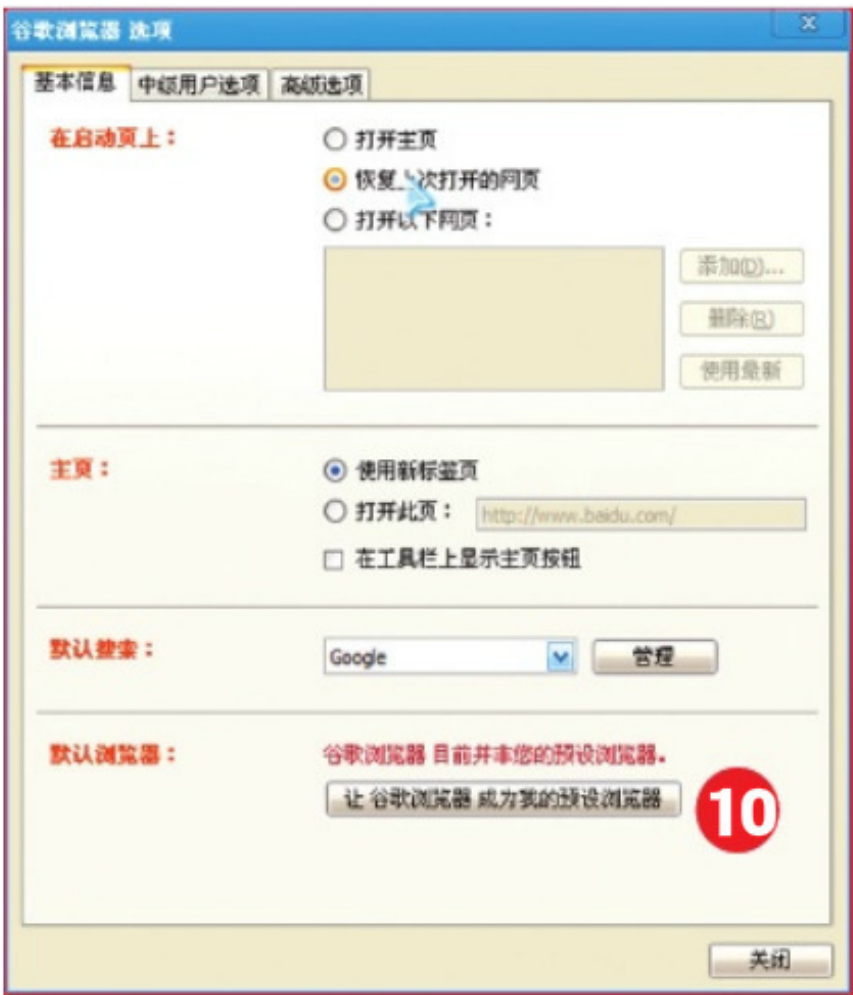 谷歌浏览器 选项
基本信息 中级用户选项 高级选项
在启动页上： 打开主页
恢复上次打开的网页
打开以下网页：
添加(D)...
删除(R)
使用最新
主页： 使用新标签页
打开此页： http://www.baidu.com/
在工具栏上显示主页按钮
默认搜索： Google 管理
默认浏览器： 谷歌浏览器 目前并非您的预设浏览器。
让 谷歌浏览器 成为我的预设浏览器 10
关闭